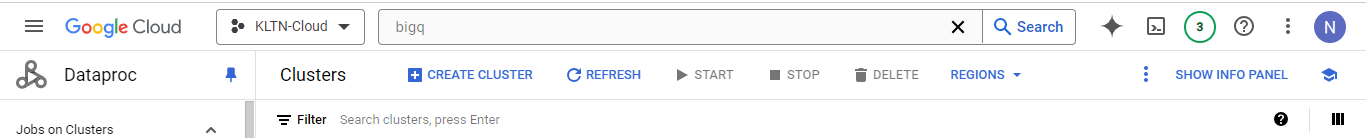 Google Cloud KLTN-Cloud bigq Search 3 N
Dataproc Clusters CREATE CLUSTER REFRESH START STOP DELETE REGIONS SHOW INFO PANEL
Jobs on Clusters Filter Search clusters, press Enter